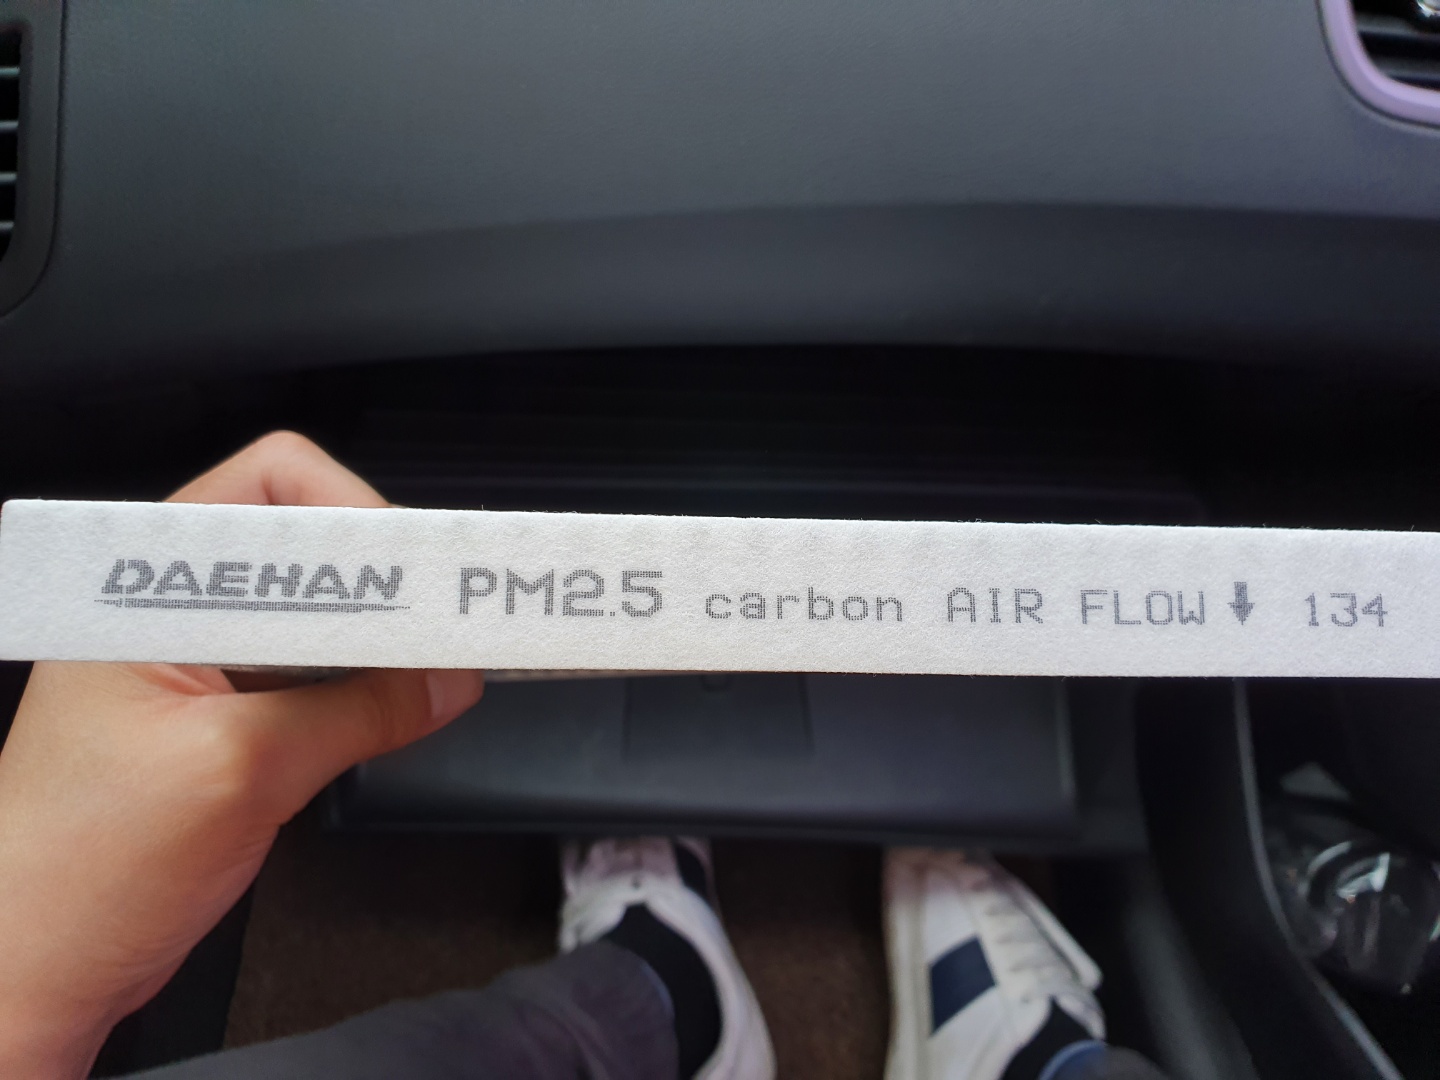 DAEHAN PM2.5 carbon AIR FLOW ⬇ 134